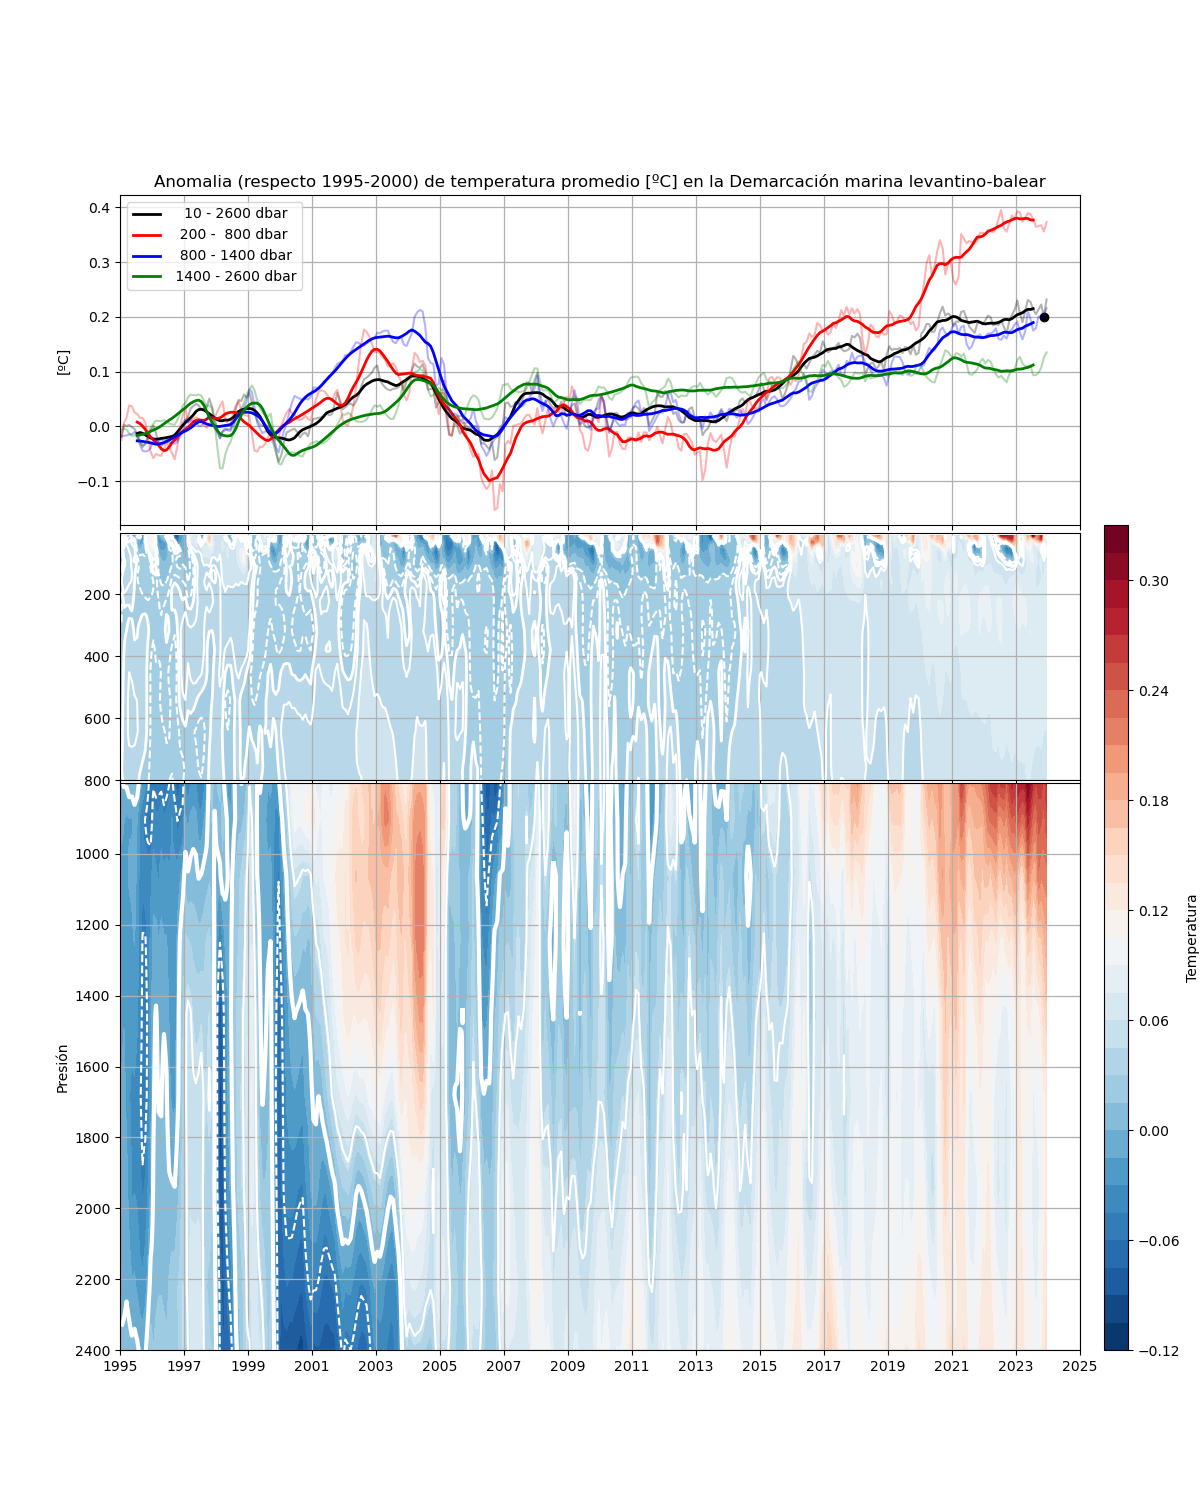 Anomalia (respecto 1995-2000) de temperatura promedio [ºC] en la Demarcación marina levantino-balear
[ºC]
0.4
0.3
0.2
0.1
0.0
−0.1
10 - 2600 dbar
200 - 800 dbar
800 - 1400 dbar
1400 - 2600 dbar
200
400
600
800
Presión
1000
1200
1400
1600
1800
2000
2200
2400
1995 1997 1999 2001 2003 2005 2007 2009 2011 2013 2015 2017 2019 2021 2023 2025
0.30
0.24
0.18
0.12
0.06
0.00
−0.06
−0.12
Temperatura